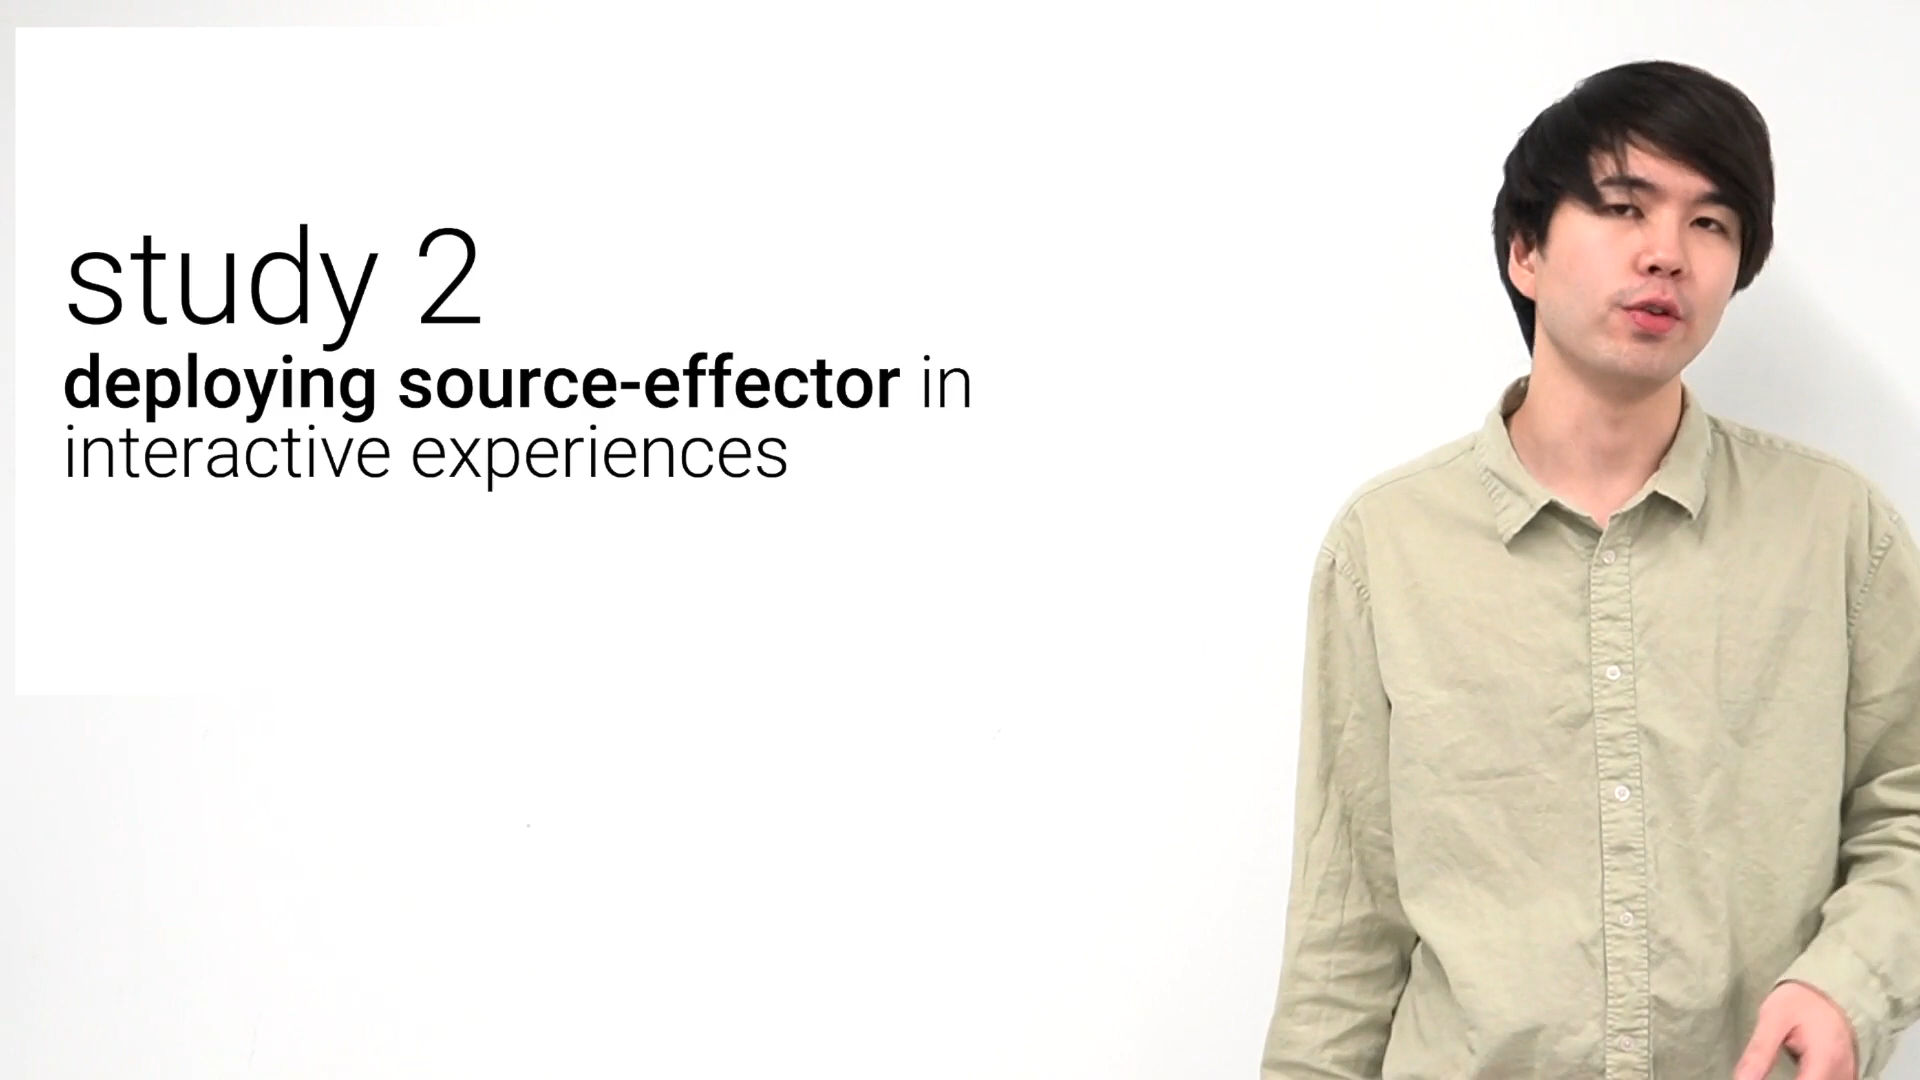 study 2
deploying source-effector in
interactive experiences